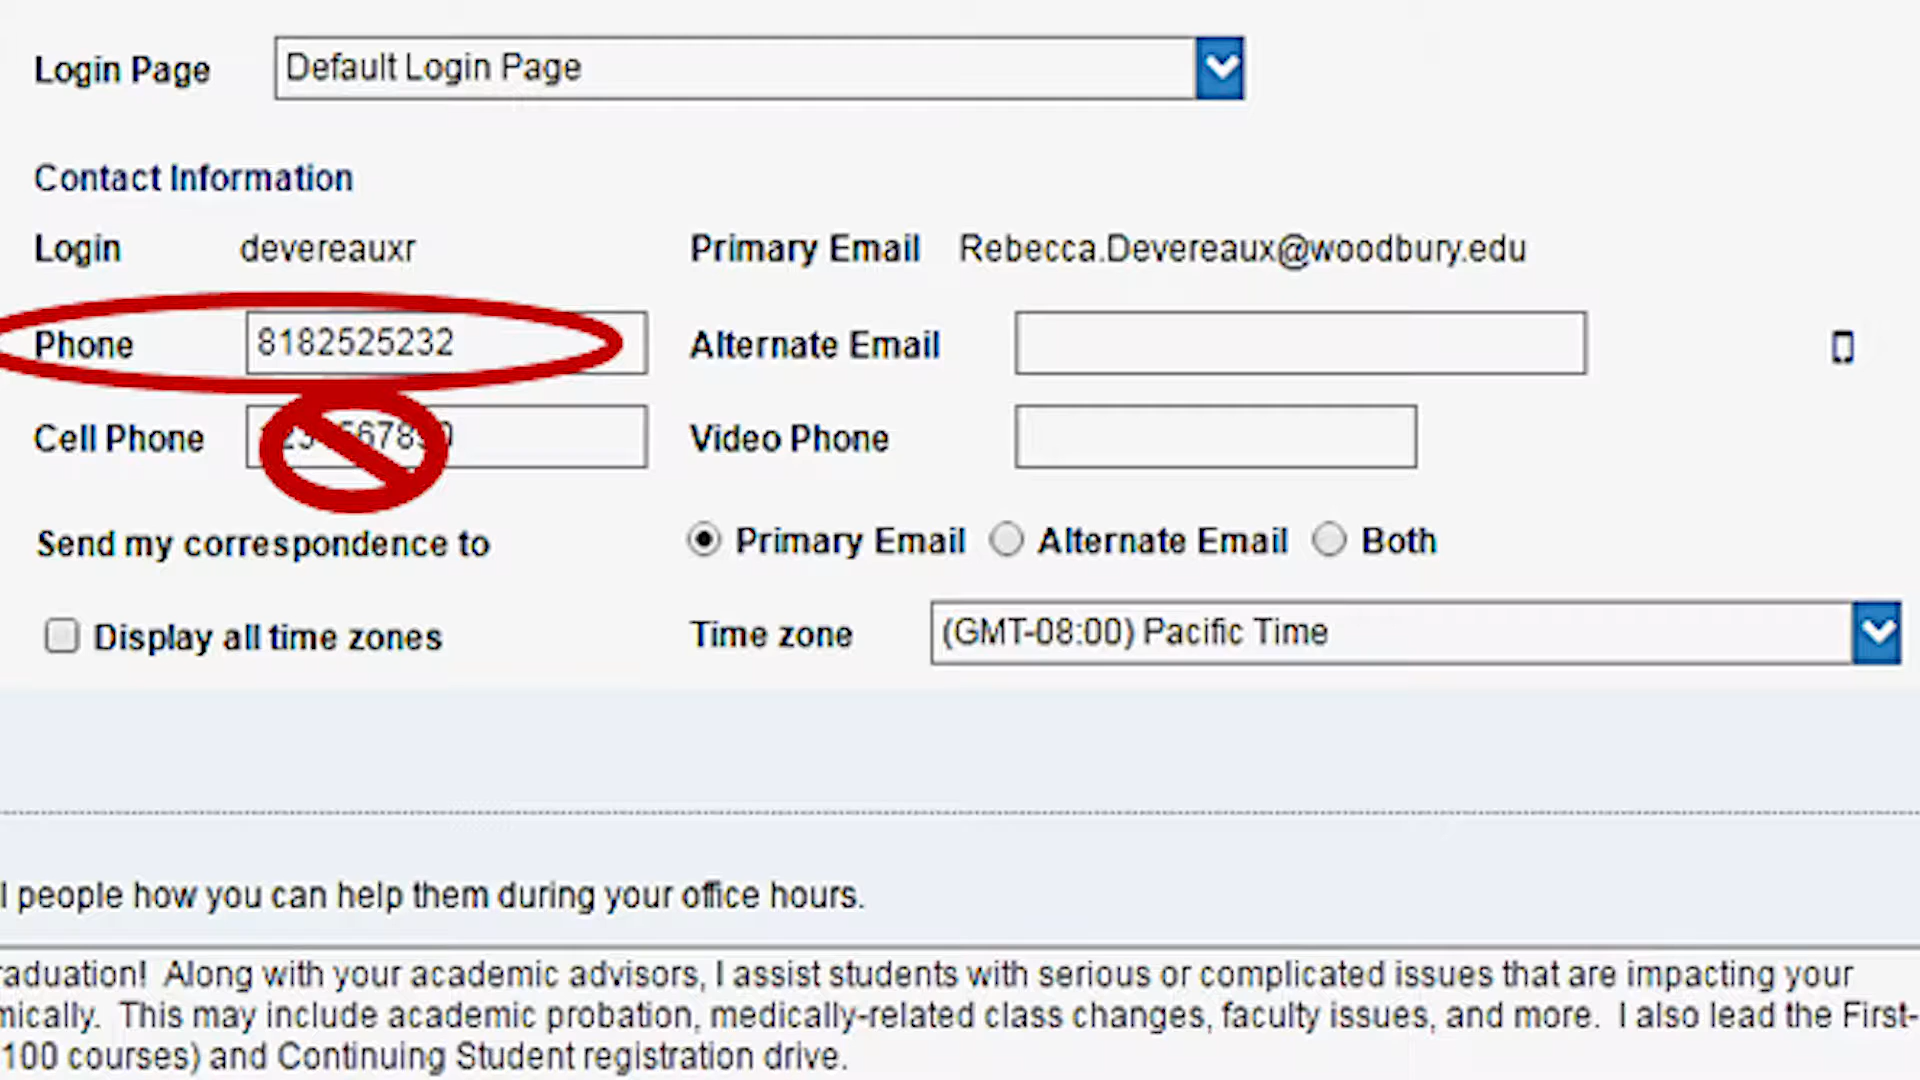 Login Page Default Login Page
Contact Information
Login devereauxr Primary Email Rebecca.Devereaux@woodbury.edu
Phone 8182525232 Alternate Email
Cell Phone Video Phone
Send my correspondence to Primary Email Alternate Email Both
Display all time zones Time zone (GMT-08:00) Pacific Time
people how you can help them during your office hours.
raduation! Along with your academic advisors, I assist students with serious or complicated issues that are impacting your
mically. This may include academic probation, medically-related class changes, faculty issues, and more. I also lead the First-
100 courses) and Continuing Student registration drive.